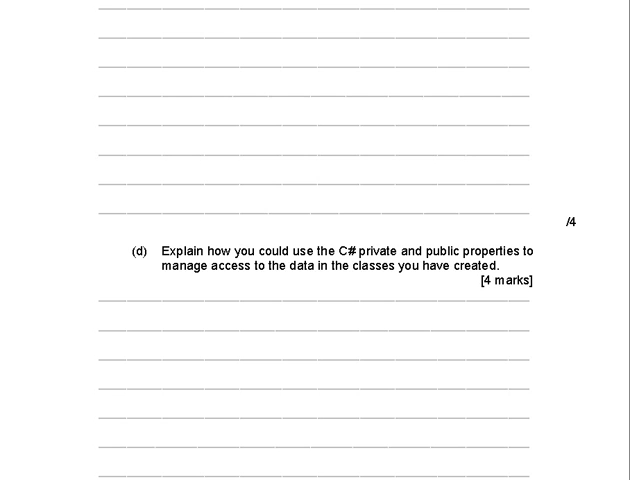 /4
(d) Explain how you could use the C# private and public properties to
manage access to the data in the classes you have created.
[4 marks]